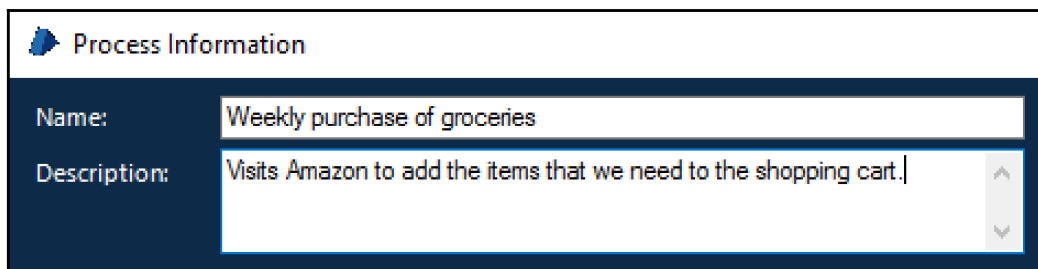 Process Information
Name: Weekly purchase of groceries
Description: Visits Amazon to add the items that we need to the shopping cart.